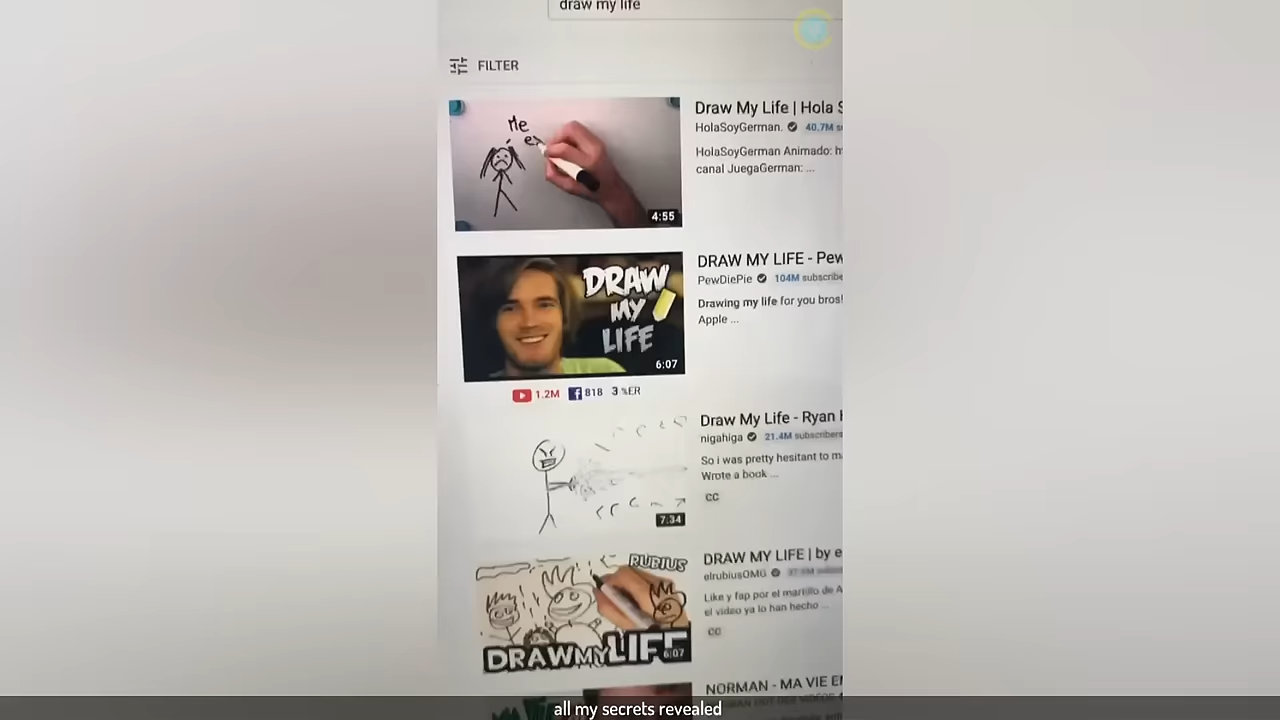 draw my life
FILTER
Me
4:55
Draw My Life | Hola S
HolaSoyGerman. 40.7M
HolaSoyGerman Animado:
canal JuegaGerman: ...
DRAW
MY
LIFE
6:07
DRAW MY LIFE - Pew
PewDiePie 104M subscribe
Drawing my life for you bros!
Apple ...
1.2M 818 3 %ER
7:34
Draw My Life - Ryan
nigahiga 21.4M subscribers
So i was pretty hesitant to
Wrote a book ...
CC
RUBIUS
DRAW MY LIFE
6:07
DRAW MY LIFE | by e
elrubiusOMG
Like y fap por el martillo de A
el video ya lo han hecho ...
CC
NORMAN - MA VIE EN
all my secrets revealed